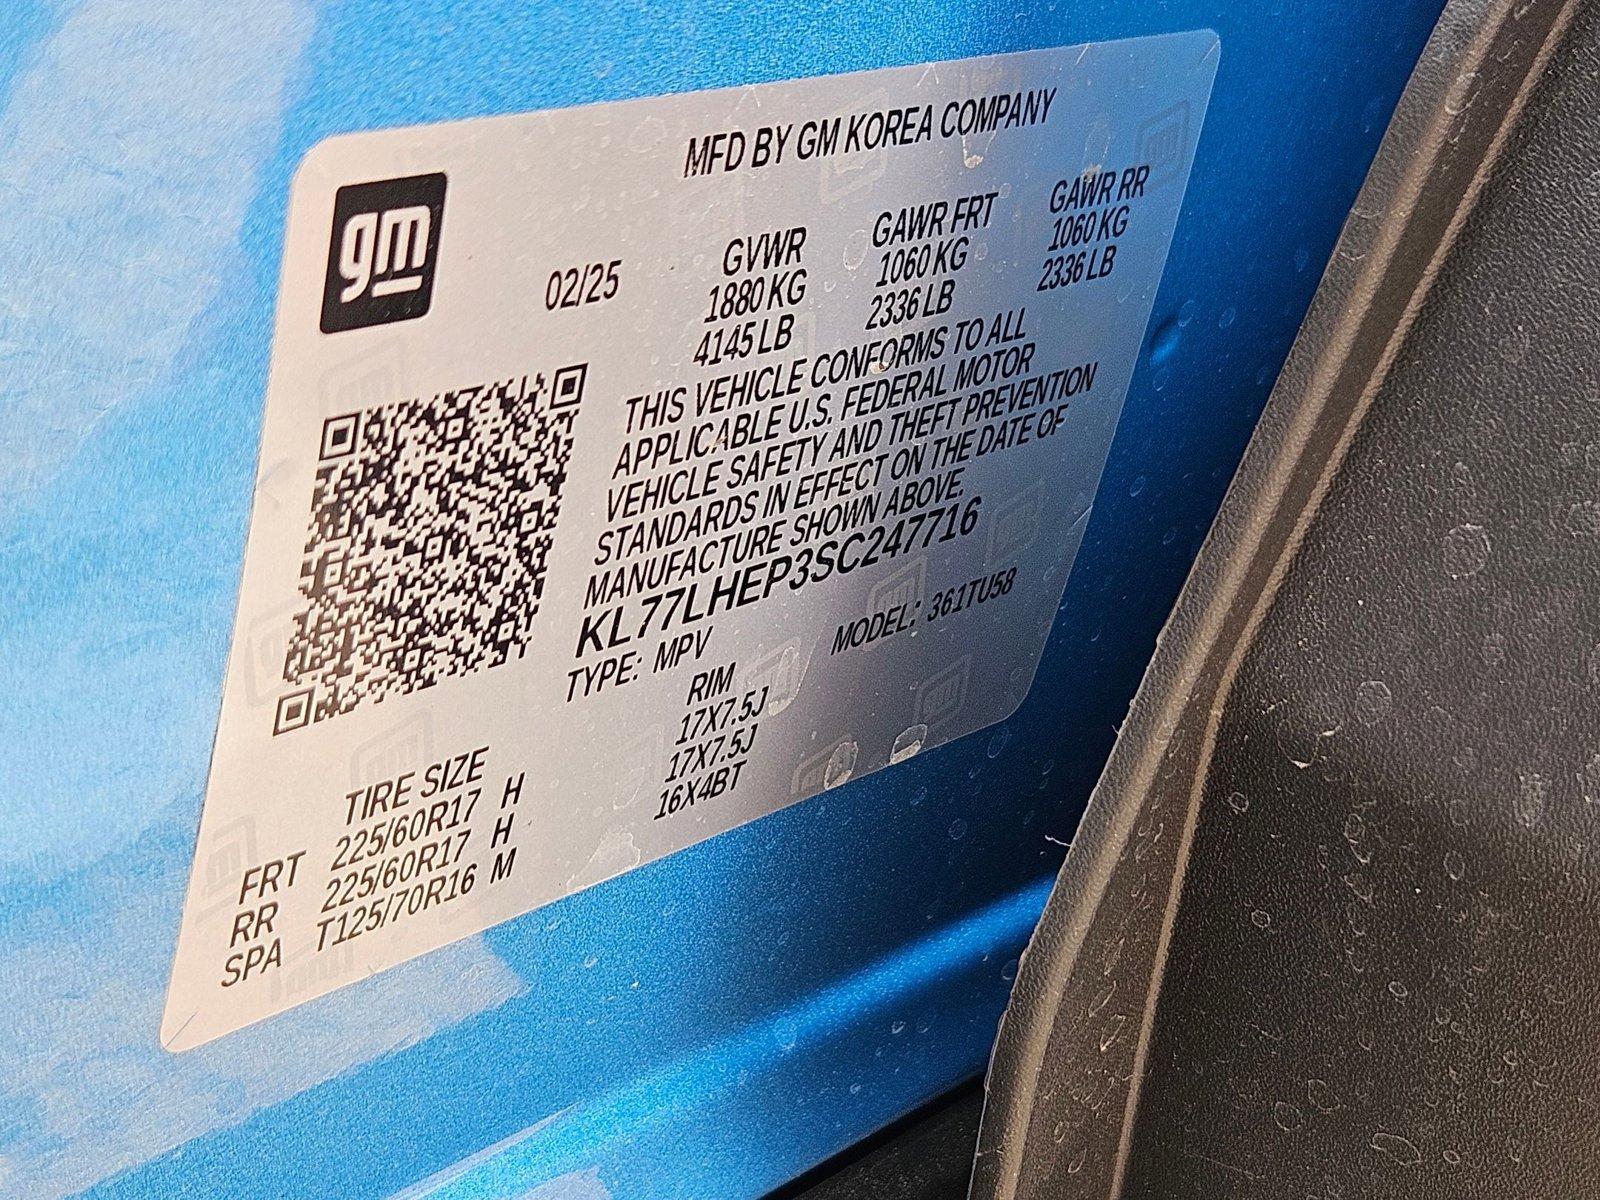 gm
MFD BY GM KOREA COMPANY
02/25
GVWR GAWR FRT GAWR RR
1880 KG 1060 KG 1060 KG
4145 LB 2336 LB 2336 LB
THIS VEHICLE CONFORMS TO ALL
APPLICABLE U.S. FEDERAL MOTOR
VEHICLE SAFETY AND THEFT PREVENTION
STANDARDS IN EFFECT ON THE DATE OF
MANUFACTURE SHOWN ABOVE.
KL77LHEP3SC247716
TYPE: MPV MODEL: 361TU58
TIRE SIZE RIM
FRT 225/60R17 H 17X7.5J
RR 225/60R17 H 17X7.5J
SPA T125/70R16 M 16X4BT